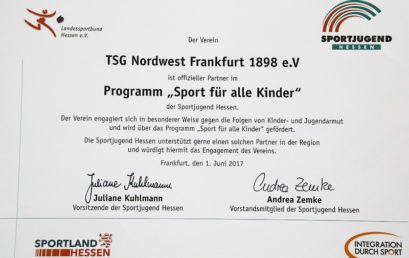 Landessportbund
Hessen e.V.
SPORTJUGEND
HESSEN
Der Verein
TSG Nordwest Frankfurt 1898 e.V
ist offizieller Partner im
Programm „Sport für alle Kinder“
der Sportjugend Hessen.
Der Verein engagiert sich in besonderer Weise gegen die Folgen von Kinder- und Jugendarmut
und wird über das Programm „Sport für alle Kinder“ gefördert.
Die Sportjugend Hessen unterstützt gerne einen solchen Partner in der Region
und würdigt hiermit das Engagement des Vereins.
Frankfurt, den 1. Juni 2017
Juliane Kuhlmann Andrea Zemke
Juliane Kuhlmann Andrea Zemke
Vorsitzende der Sportjugend Hessen Vorstandsmitglied der Sportjugend Hessen
SPORTLAND
HESSEN
INTEGRATION
DURCH SPORT